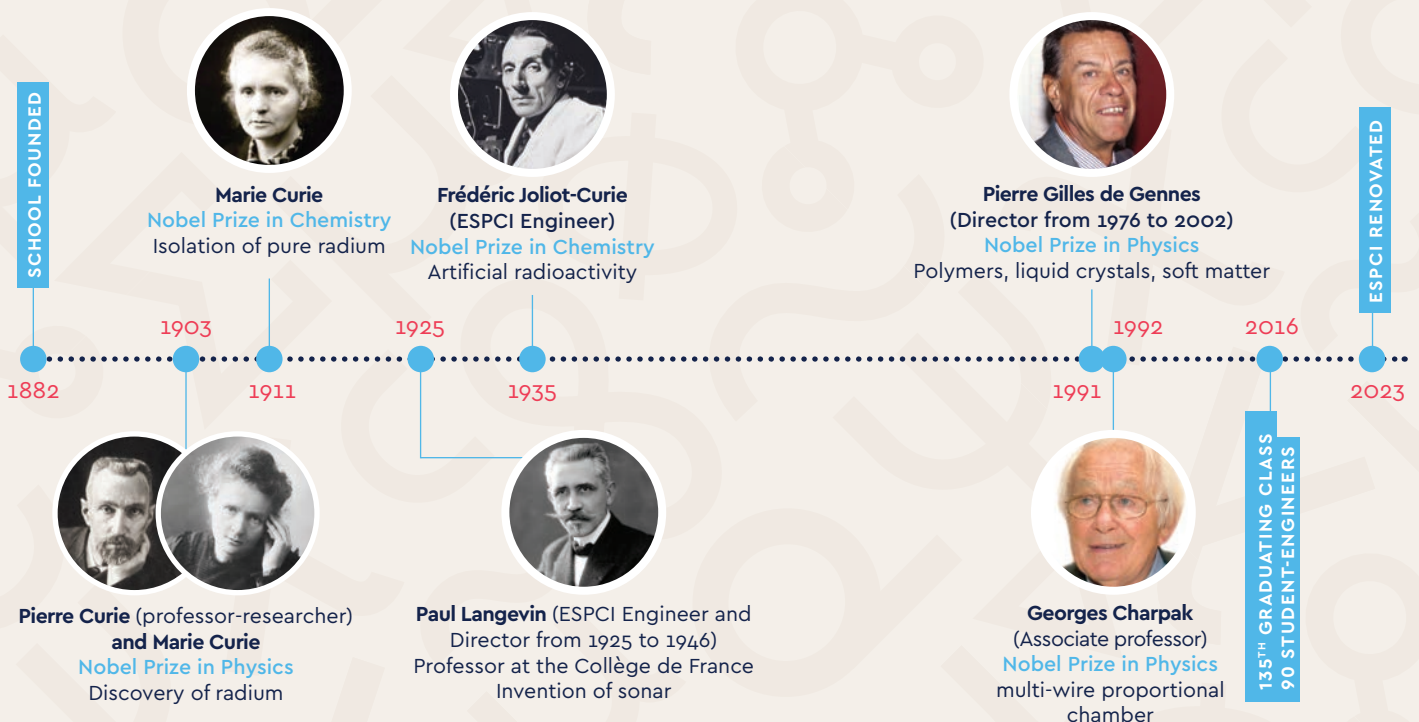 SCHOOL FOUNDED
1882
1903
Pierre Curie (professor-researcher)
and Marie Curie
Nobel Prize in Physics
Discovery of radium
Marie Curie
Nobel Prize in Chemistry
Isolation of pure radium
1911
1925
Paul Langevin (ESPCI Engineer and
Director from 1925 to 1946)
Professor at the Collège de France
Invention of sonar
Frédéric Joliot-Curie
(ESPCI Engineer)
Nobel Prize in Chemistry
Artificial radioactivity
1935
Pierre Gilles de Gennes
(Director from 1976 to 2002)
Nobel Prize in Physics
Polymers, liquid crystals, soft matter
1991
1992
Georges Charpak
(Associate professor)
Nobel Prize in Physics
multi-wire proportional
chamber
2016
135TH GRADUATING CLASS
90 STUDENT-ENGINEERS
ESPCI RENOVATED
2023